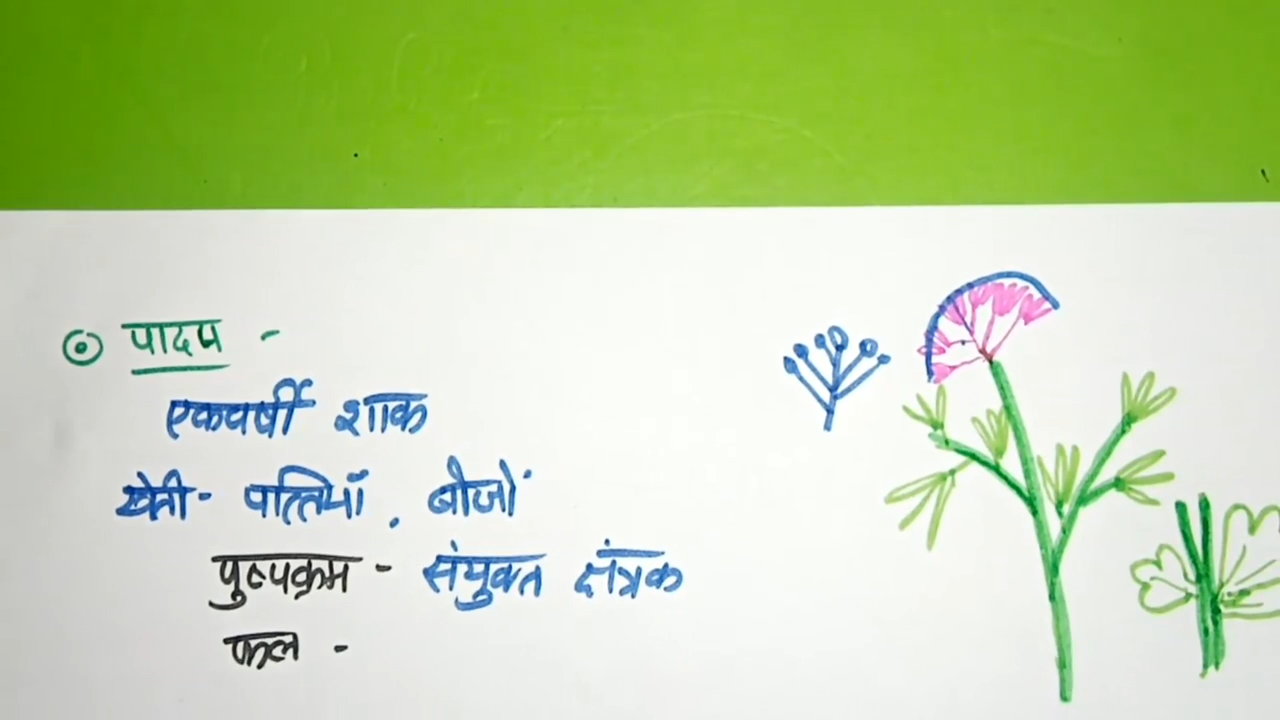 ⊙ पादप -
एकवर्षी शाक
खेती - पत्तियाँ , बीजों
पुष्पक्रम - संयुक्त छत्रक
फल -